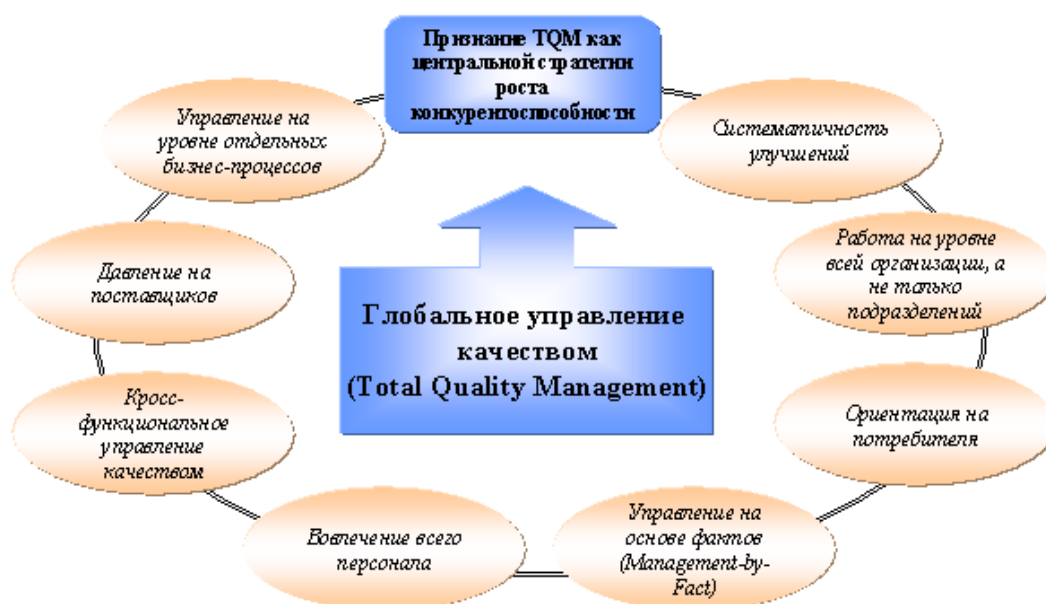 Признание TQM как
центральной стратегии
роста
конкурентоспособности
Систематичность
улучшений
Работа на уровне
всей организации, а
не только
подразделений
Ориентация на
потребителя
Управление на
основе фактов
(Management-by-
Fact)
Вовлечение всего
персонала
Кросс-
функциональное
управление
качеством
Давление на
поставщиков
Управление на
уровне отдельных
бизнес-процессов
Глобальное управление
качеством
(Total Quality Management)